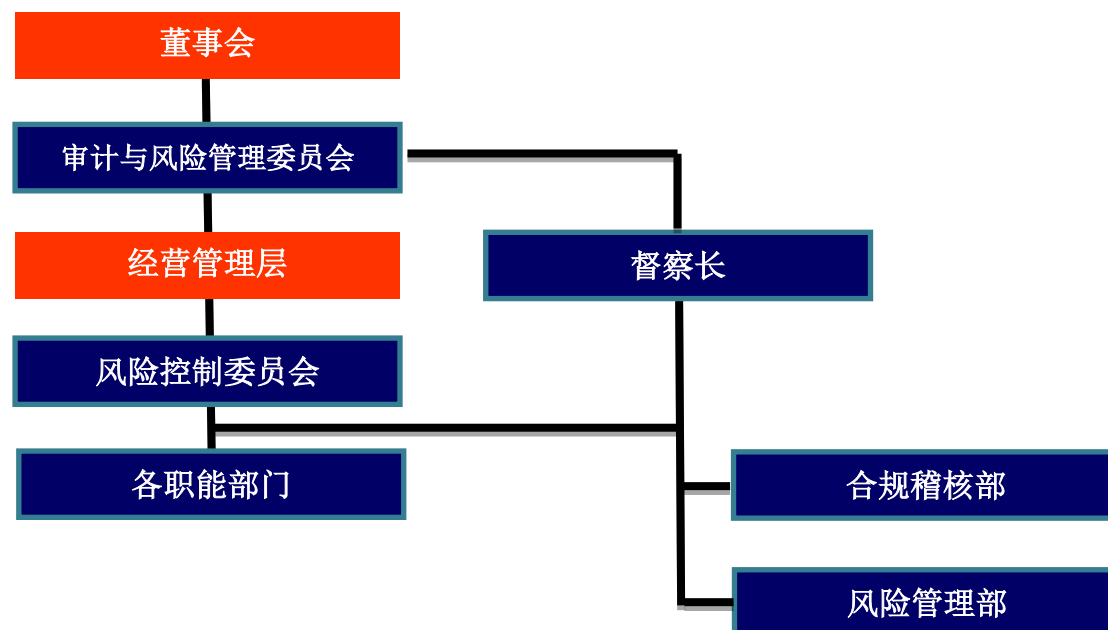 董事会
审计与风险管理委员会
经营管理层
督察长
风险控制委员会
各职能部门
合规稽核部
风险管理部